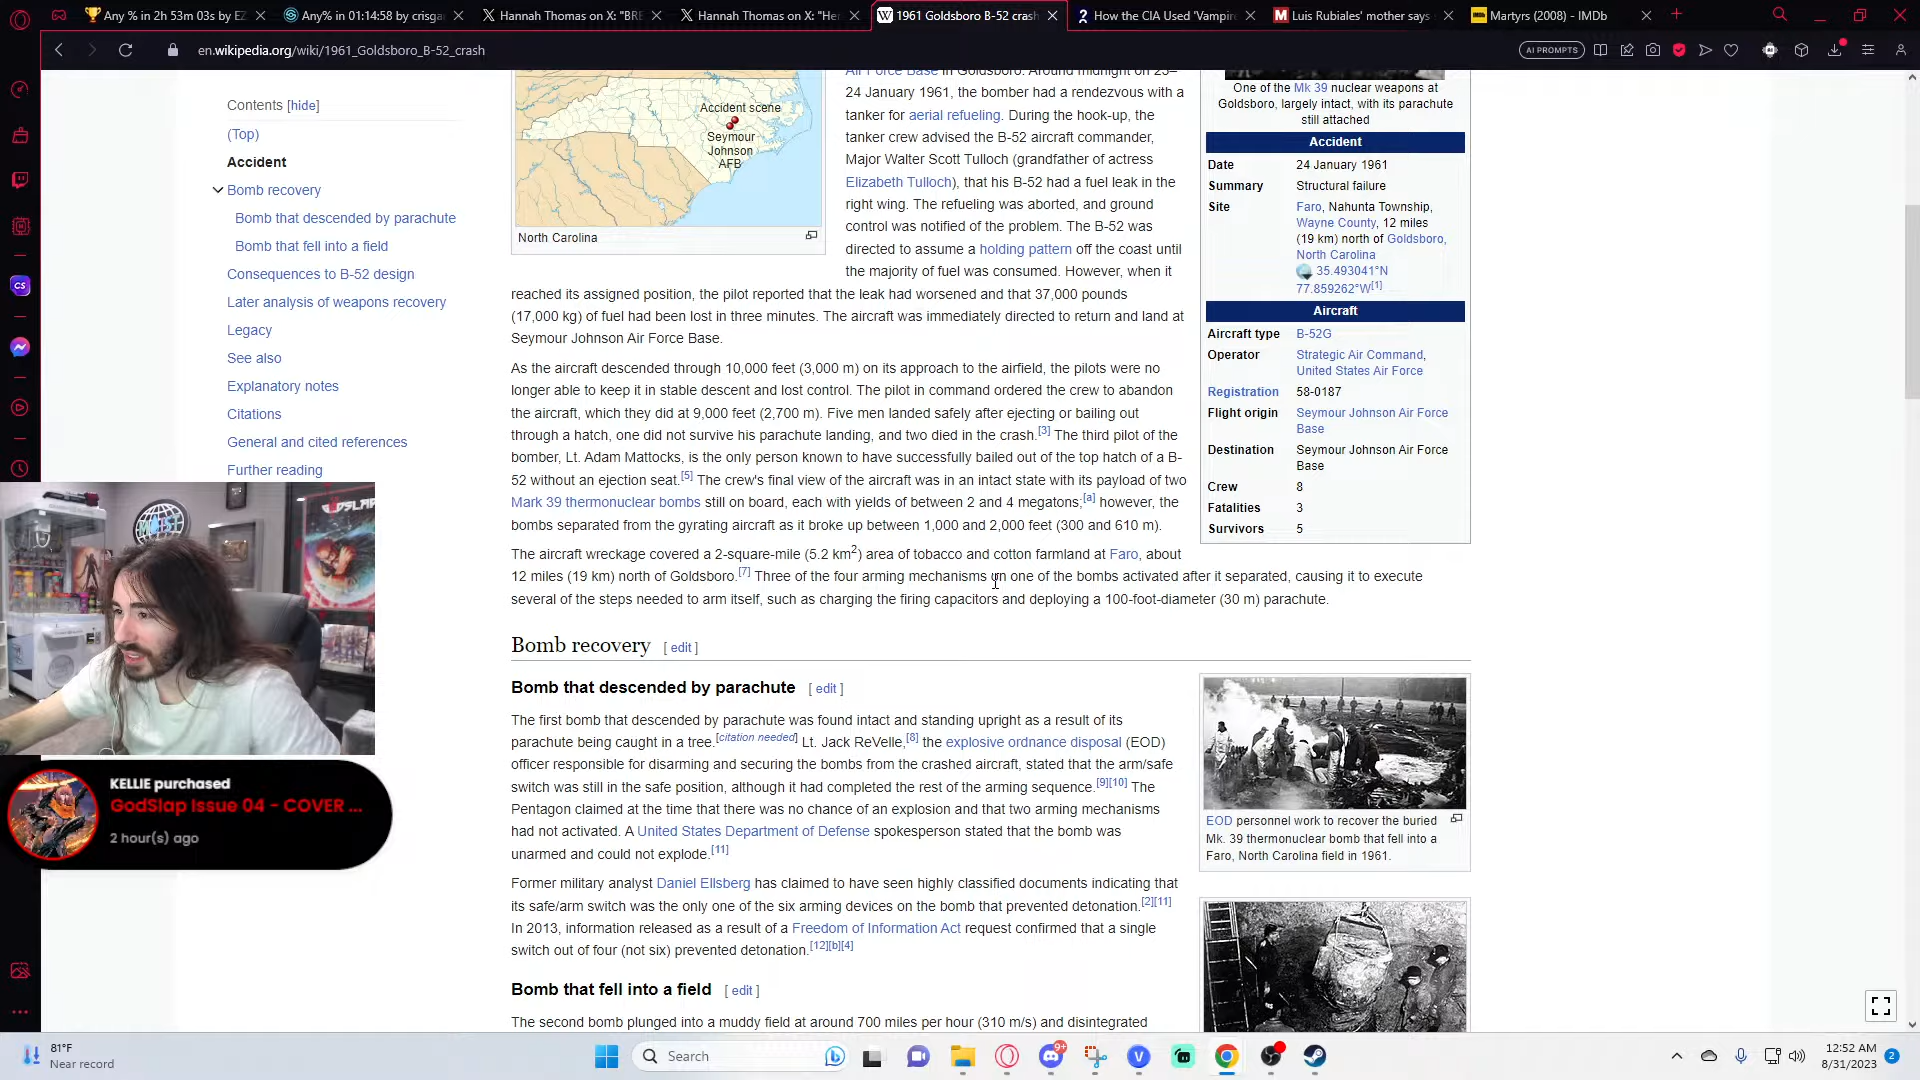 Any % in 2h 53m 03s by EZ
Any% in 01:14:58 by crisga
Hannah Thomas on X: "BRE
Hannah Thomas on X: "Her
1961 Goldsboro B-52 crash
How the CIA Used 'Vampir
Luis Rubiales' mother says
Martyrs (2008) - IMDb
en.wikipedia.org/wiki/1961_Goldsboro_B-52_crash
AI PROMPTS
Contents [hide]
(Top)
Accident
Bomb recovery
Bomb that descended by parachute
Bomb that fell into a field
Consequences to B-52 design
Later analysis of weapons recovery
Legacy
See also
Explanatory notes
Citations
General and cited references
Further reading
Accident scene
Seymour
Johnson
AFB
North Carolina
Air Force Base in Goldsboro. Around midnight on 23–
24 January 1961, the bomber had a rendezvous with a
tanker for aerial refueling. During the hook-up, the
tanker crew advised the B-52 aircraft commander,
Major Walter Scott Tulloch (grandfather of actress
Elizabeth Tulloch), that his B-52 had a fuel leak in the
right wing. The refueling was aborted, and ground
control was notified of the problem. The B-52 was
directed to assume a holding pattern off the coast until
the majority of fuel was consumed. However, when it
reached its assigned position, the pilot reported that the leak had worsened and that 37,000 pounds
(17,000 kg) of fuel had been lost in three minutes. The aircraft was immediately directed to return and land at
Seymour Johnson Air Force Base.
As the aircraft descended through 10,000 feet (3,000 m) on its approach to the airfield, the pilots were no
longer able to keep it in stable descent and lost control. The pilot in command ordered the crew to abandon
the aircraft, which they did at 9,000 feet (2,700 m). Five men landed safely after ejecting or bailing out
through a hatch, one did not survive his parachute landing, and two died in the crash.[3] The third pilot of the
bomber, Lt. Adam Mattocks, is the only person known to have successfully bailed out of the top hatch of a B-
52 without an ejection seat.[5] The crew's final view of the aircraft was in an intact state with its payload of two
Mark 39 thermonuclear bombs still on board, each with yields of between 2 and 4 megatons;[a] however, the
bombs separated from the gyrating aircraft as it broke up between 1,000 and 2,000 feet (300 and 610 m).
The aircraft wreckage covered a 2-square-mile (5.2 km2) area of tobacco and cotton farmland at Faro, about
12 miles (19 km) north of Goldsboro.[7] Three of the four arming mechanisms on one of the bombs activated after it separated, causing it to execute
several of the steps needed to arm itself, such as charging the firing capacitors and deploying a 100-foot-diameter (30 m) parachute.
One of the Mk 39 nuclear weapons at
Goldsboro, largely intact, with its parachute
still attached
Accident
Date 24 January 1961
Summary Structural failure
Site Faro, Nahunta Township,
Wayne County, 12 miles
(19 km) north of Goldsboro,
North Carolina
35.493041°N
77.859262°W[1]
Aircraft
Aircraft type B-52G
Operator Strategic Air Command,
United States Air Force
Registration 58-0187
Flight origin Seymour Johnson Air Force
Base
Destination Seymour Johnson Air Force
Base
Crew 8
Fatalities 3
Survivors 5
Bomb recovery [ edit ]
Bomb that descended by parachute [ edit ]
The first bomb that descended by parachute was found intact and standing upright as a result of its
parachute being caught in a tree.[citation needed] Lt. Jack ReVelle,[8] the explosive ordnance disposal (EOD)
officer responsible for disarming and securing the bombs from the crashed aircraft, stated that the arm/safe
switch was still in the safe position, although it had completed the rest of the arming sequence.[9][10] The
Pentagon claimed at the time that there was no chance of an explosion and that two arming mechanisms
had not activated. A United States Department of Defense spokesperson stated that the bomb was
unarmed and could not explode.[11]
Former military analyst Daniel Ellsberg has claimed to have seen highly classified documents indicating that
its safe/arm switch was the only one of the six arming devices on the bomb that prevented detonation.[2][11]
In 2013, information released as a result of a Freedom of Information Act request confirmed that a single
switch out of four (not six) prevented detonation.[12][b][4]
Bomb that fell into a field [ edit ]
The second bomb plunged into a muddy field at around 700 miles per hour (310 m/s) and disintegrated
EOD personnel work to recover the buried
Mk. 39 thermonuclear bomb that fell into a
Faro, North Carolina field in 1961.
KELLIE purchased
GodSlap Issue 04 - COVER ...
2 hour(s) ago
81°F
Near record
Search
9+
12:52 AM
8/31/2023
2